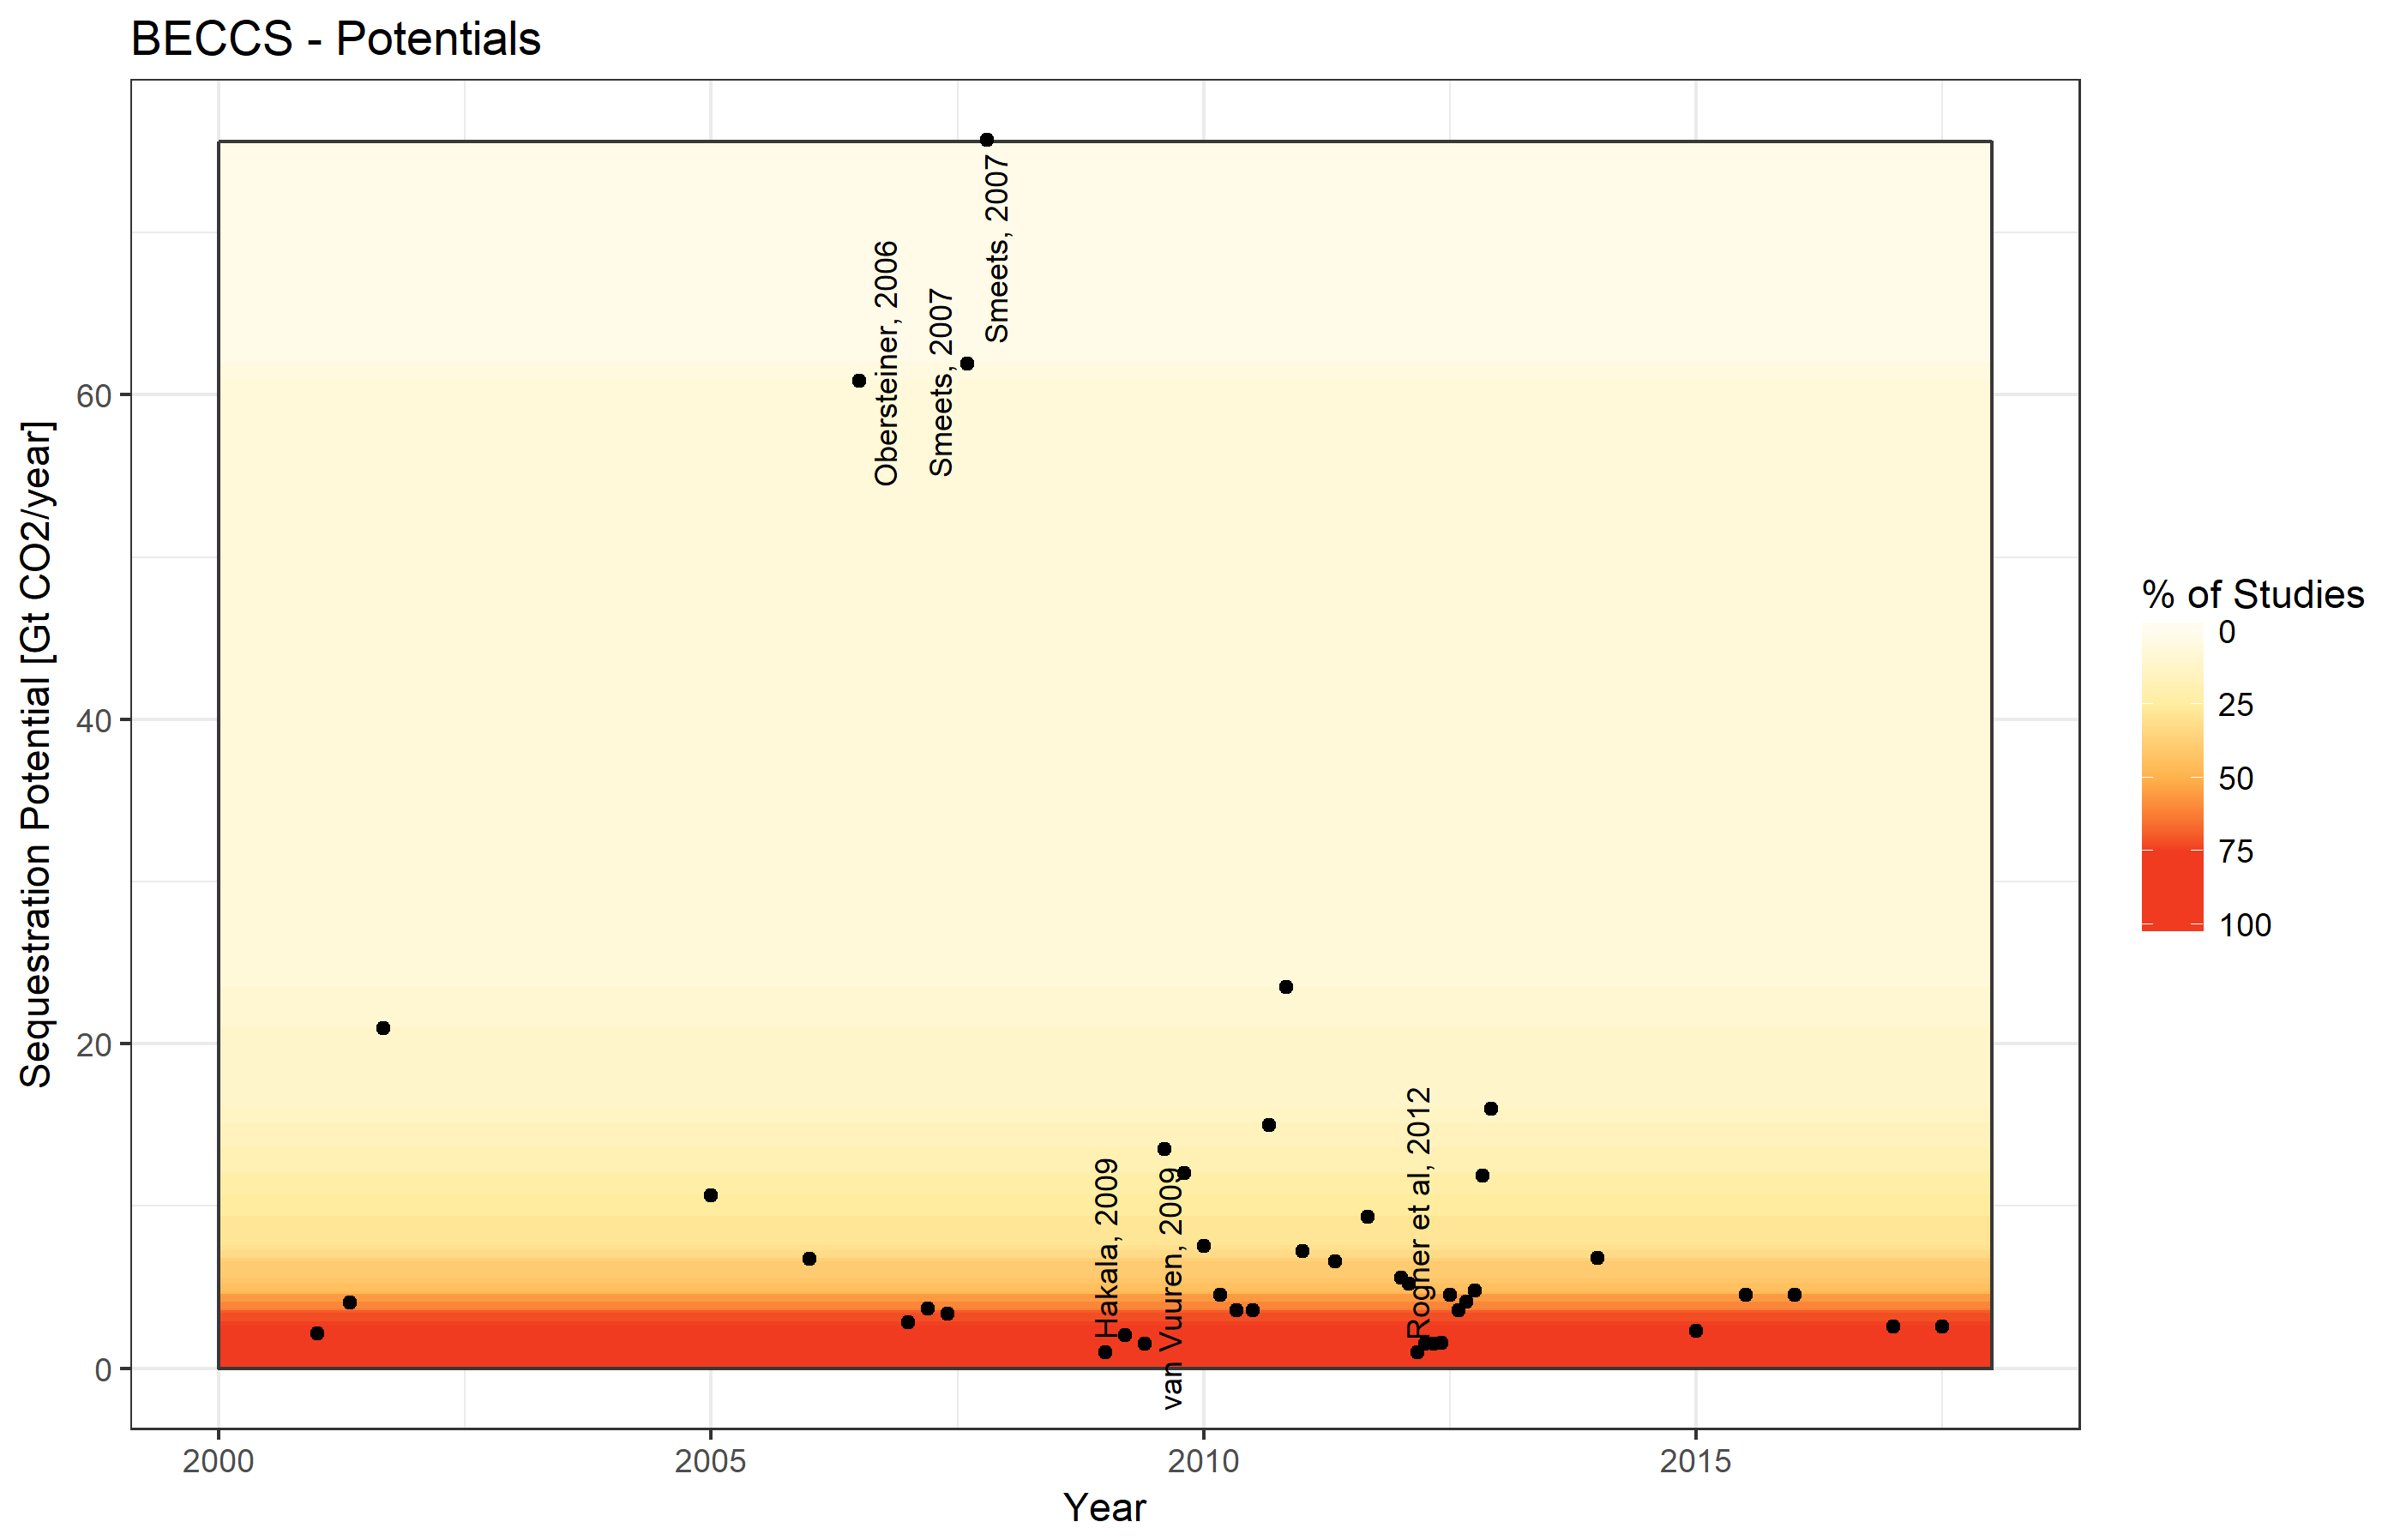 BECCS - Potentials
Sequestration Potential [Gt CO2/year]
60
40
20
0
Obersteiner, 2006
Smeets, 2007
Smeets, 2007
Hakala, 2009
van Vuuren, 2009
Rogner et al, 2012
2000
2005
2010
2015
Year
% of Studies
0
25
50
75
100